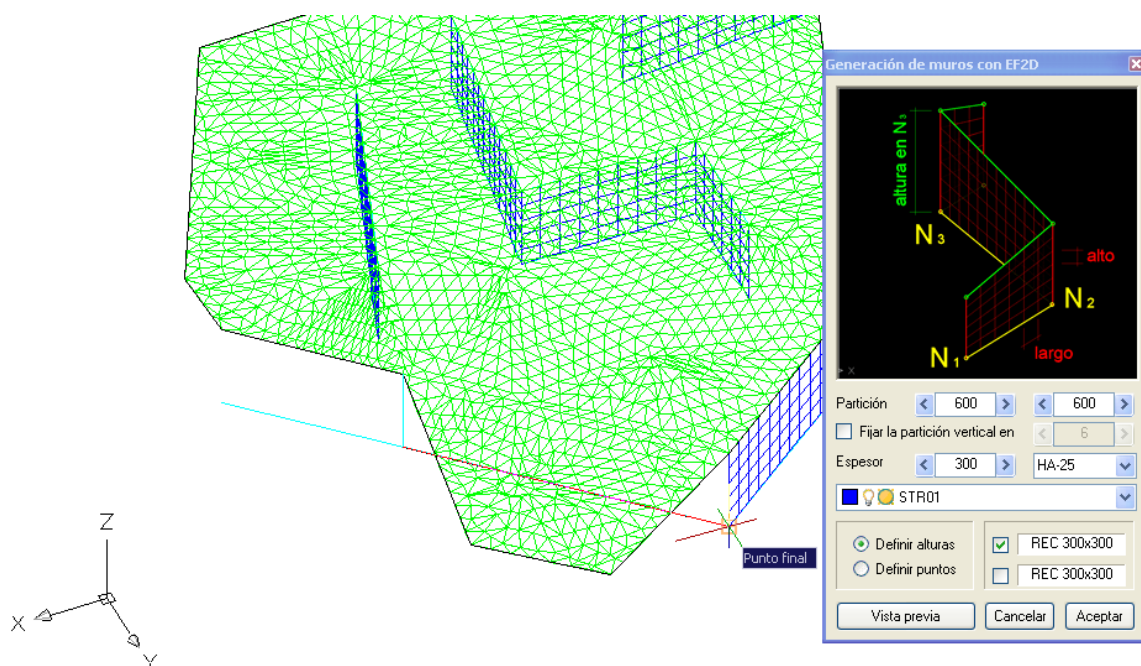 Generación de muros con EF2D
altura en N3
N3
alto
N2
N1
largo
X
Partición 600 600
Fijar la partición vertical en 6
Espesor 300 HA-25
STR01
Definir alturas REC 300x300
Definir puntos REC 300x300
Vista previa Cancelar Aceptar
Punto final
Z
X
Y